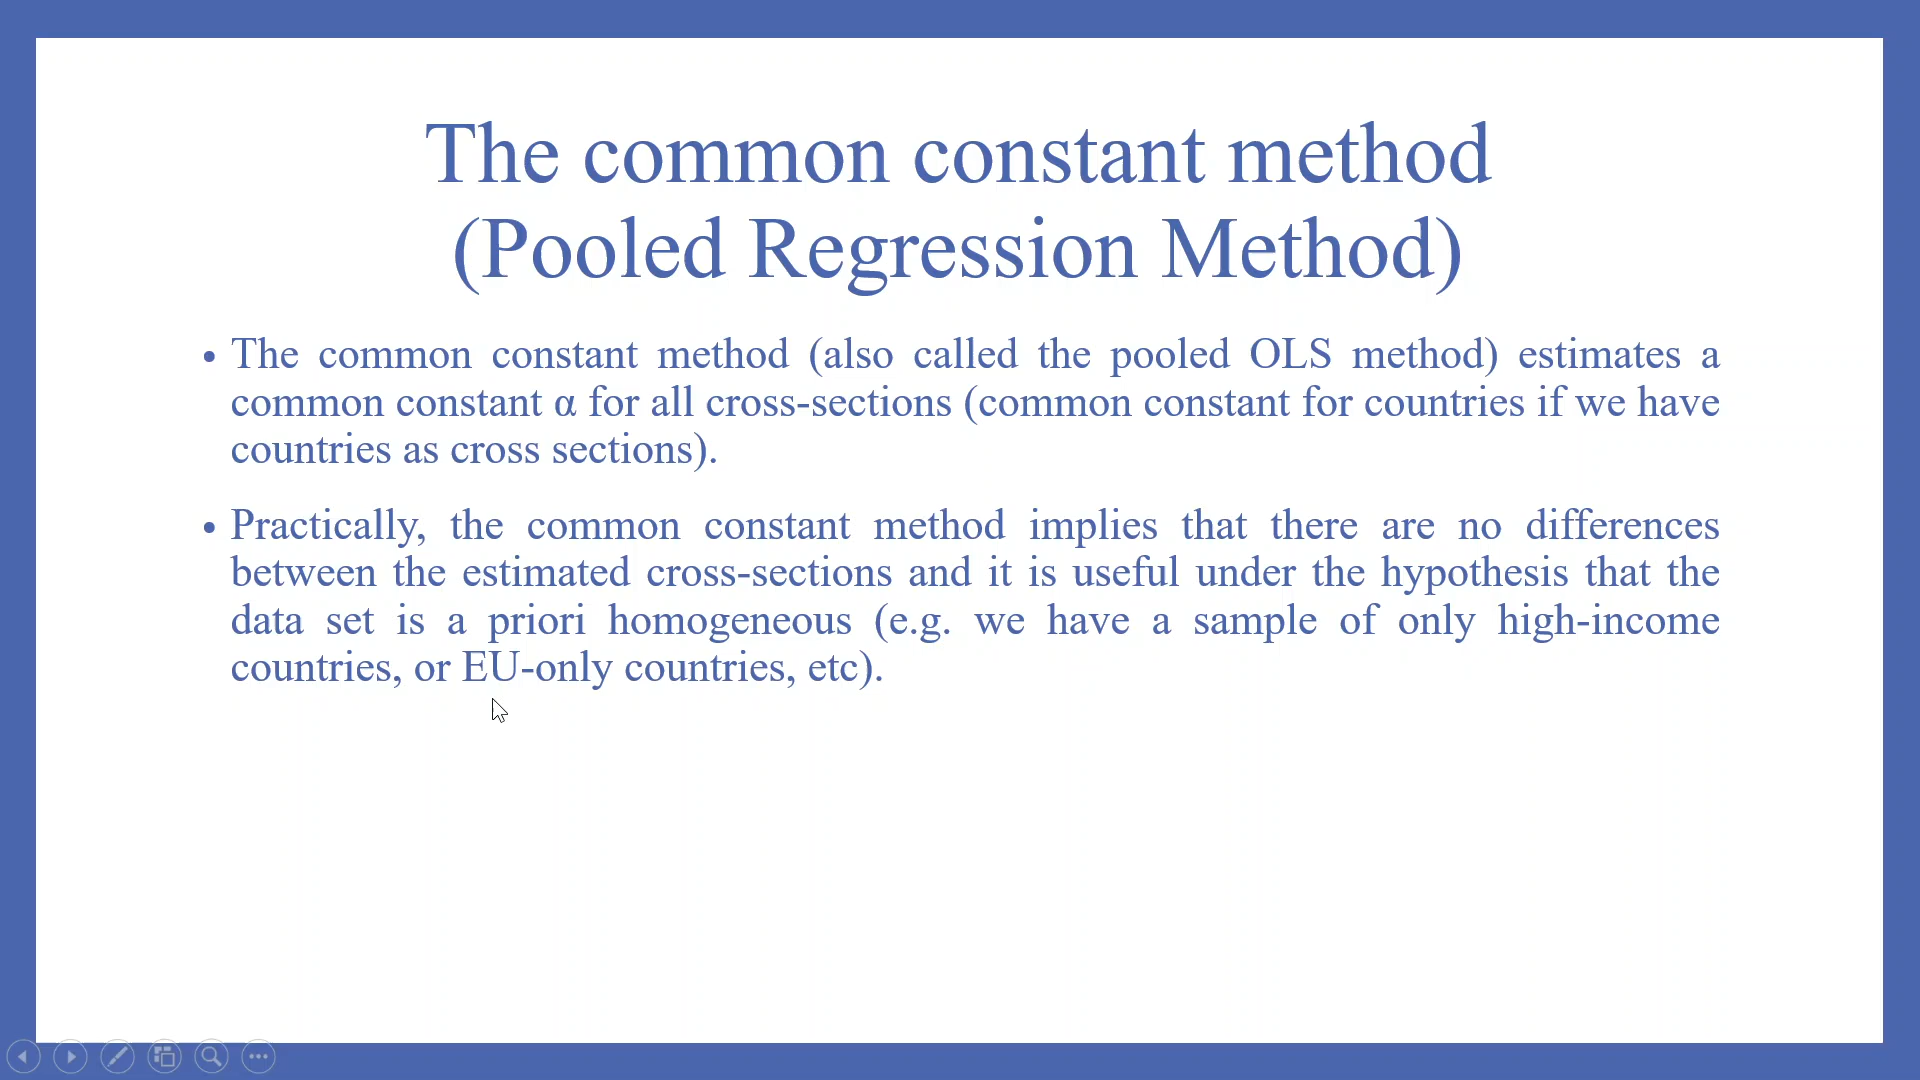 The common constant method
(Pooled Regression Method)
• The common constant method (also called the pooled OLS method) estimates a
common constant α for all cross-sections (common constant for countries if we have
countries as cross sections).
• Practically, the common constant method implies that there are no differences
between the estimated cross-sections and it is useful under the hypothesis that the
data set is a priori homogeneous (e.g. we have a sample of only high-income
countries, or EU-only countries, etc).